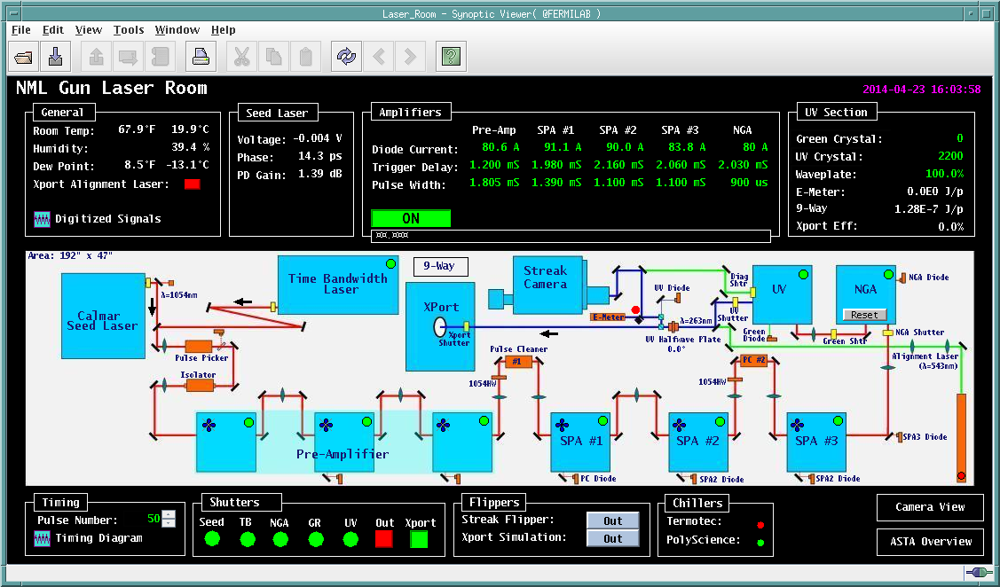 Laser_Room - Synoptic Viewer( @FERMILAB )
File Edit View Tools Window Help
NML Gun Laser Room
2014-04-23 16:03:58
General
Room Temp: 67.9°F 19.9°C
Humidity: 39.4 %
Dew Point: 8.5°F -13.1°C
Xport Alignment Laser:
Digitized Signals
Seed Laser
Voltage: -0.004 V
Phase: 14.3 ps
PD Gain: 1.39 dB
Amplifiers
Pre-Amp SPA #1 SPA #2 SPA #3 NGA
Diode Current: 80.6 A 91.1 A 90.0 A 83.8 A 80 A
Trigger Delay: 1.200 mS 1.980 mS 2.160 mS 2.060 mS 2.030 mS
Pulse Width: 1.805 mS 1.390 mS 1.100 mS 1.100 mS 900 us
ON
UV Section
Green Crystal: 0
UV Crystal: 2200
Waveplate: 100.0%
E-Meter: 0.0E0 J/p
9-Way 1.28E-7 J/p
Xport Eff: 0.0%
Area: 192" x 47"
Calmar
Seed Laser
λ=1054nm
Time Bandwidth
Laser
9-Way
XPort
Xport
Shutter
Streak
Camera
E-Meter
UV Diode
λ=263nm
UV Halfwave Plate
0.0°
Diag
Shtr
UV
UV
Shutter
Green
Diode
Green Shtr
NGA
Reset
NGA Diode
NGA Shutter
Alignment Laser
(λ=543nm)
Pulse Picker
Isolator
Pulse Cleaner
#1
1054HW
PC #2
1054HW
Pre-Amplifier
SPA #1
SPA #2
SPA #3
SPA3 Diode
PC Diode
SPA2 Diode
SPA2 Diode
Timing
Pulse Number: 50
Timing Diagram
Shutters
Seed TB NGA GR UV Out Xport
Flippers
Streak Flipper: Out
Xport Simulation: Out
Chillers
Termotec:
PolyScience:
Camera View
ASTA Overview